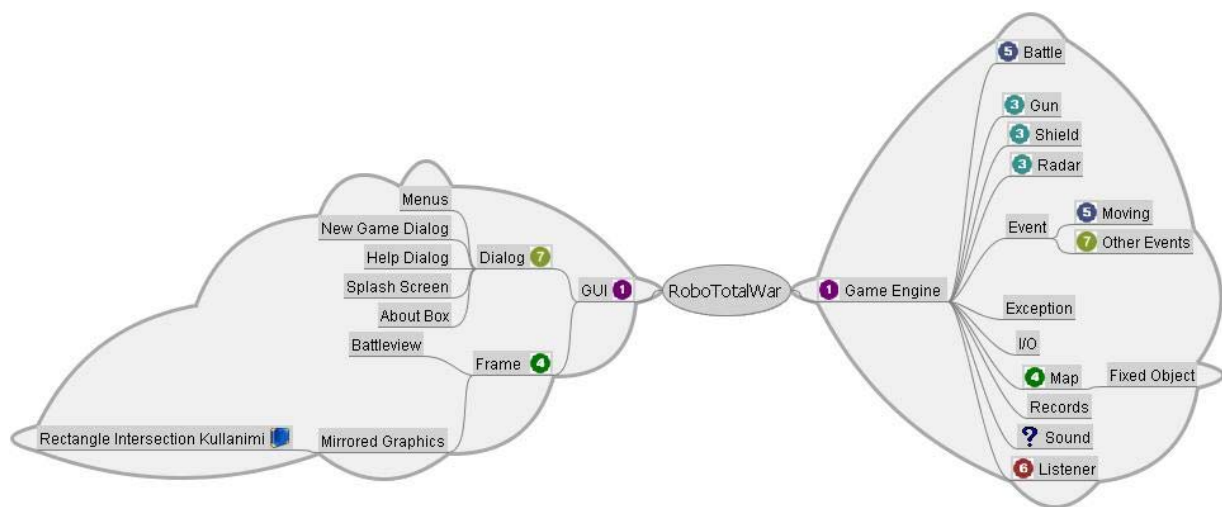 RoboTotalWar
1 GUI
Dialog 7
Menus
New Game Dialog
Help Dialog
Splash Screen
About Box
Frame 4
Battleview
Mirrored Graphics
Rectangle Intersection Kullanimi
1 Game Engine
5 Battle
3 Gun
3 Shield
3 Radar
Event
5 Moving
7 Other Events
Exception
I/O
4 Map
Fixed Object
Records
? Sound
6 Listener